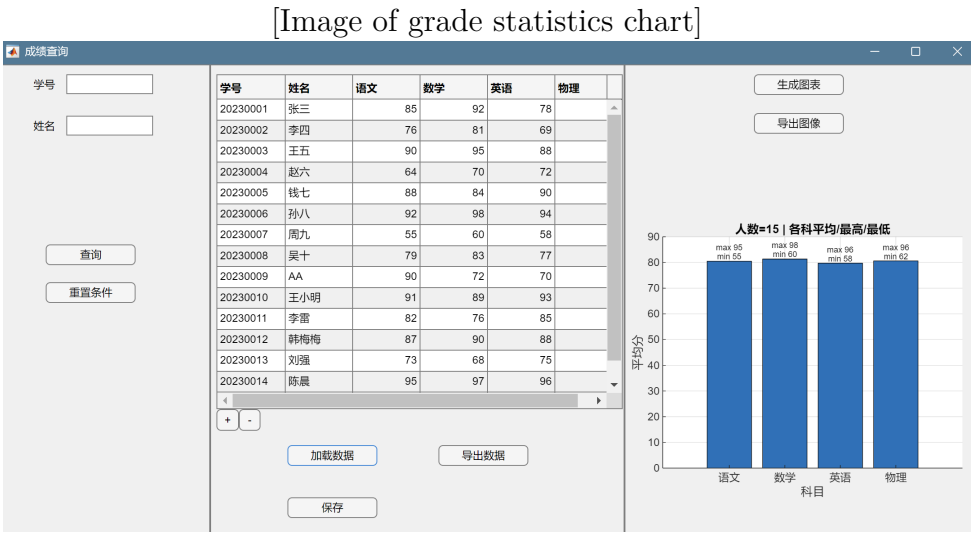 [Image of grade statistics chart]
成绩查询
学号
姓名
查询
重置条件
学号 姓名 语文 数学 英语 物理
20230001 张三 85 92 78
20230002 李四 76 81 69
20230003 王五 90 95 88
20230004 赵六 64 70 72
20230005 钱七 88 84 90
20230006 孙八 92 98 94
20230007 周九 55 60 58
20230008 吴十 79 83 77
20230009 AA 90 72 70
20230010 王小明 91 89 93
20230011 李雷 82 76 85
20230012 韩梅梅 87 90 88
20230013 刘强 73 68 75
20230014 陈晨 95 97 96
+ -
加载数据 导出数据
保存
生成图表
导出图像
人数=15 | 各科平均/最高/最低
max 95 max 98 max 96 max 96
min 55 min 60 min 58 min 62
90
80
70
60
50
40
30
20
10
0
平均分
语文 数学 英语 物理
科目